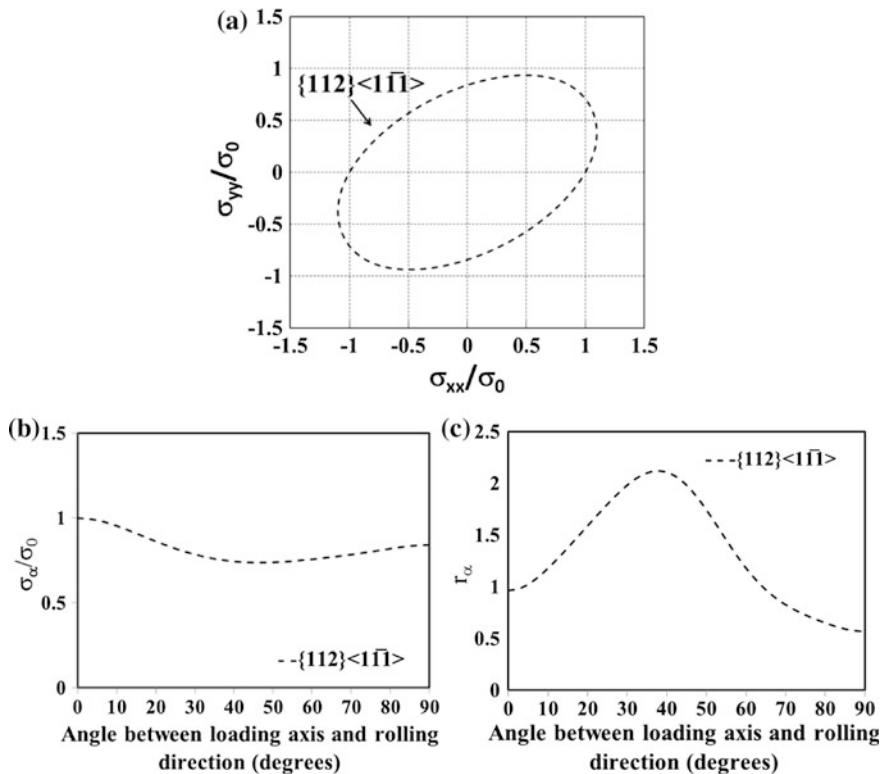 (a)
1.5
1
0.5
0
-0.5
-1
-1.5
{112}<11̅1̅>
σyy/σ0
-1.5 -1 -0.5 0 0.5 1 1.5
σxx/σ0
(b)
1.5
1
0.5
0
σα/σ0
{112}<11̅1̅>
0 10 20 30 40 50 60 70 80 90
Angle between loading axis and rolling
direction (degrees)
(c)
2.5
2
1.5
1
0.5
0
rα
{112}<11̅1̅>
0 10 20 30 40 50 60 70 80 90
Angle between loading axis and rolling
direction (degrees)